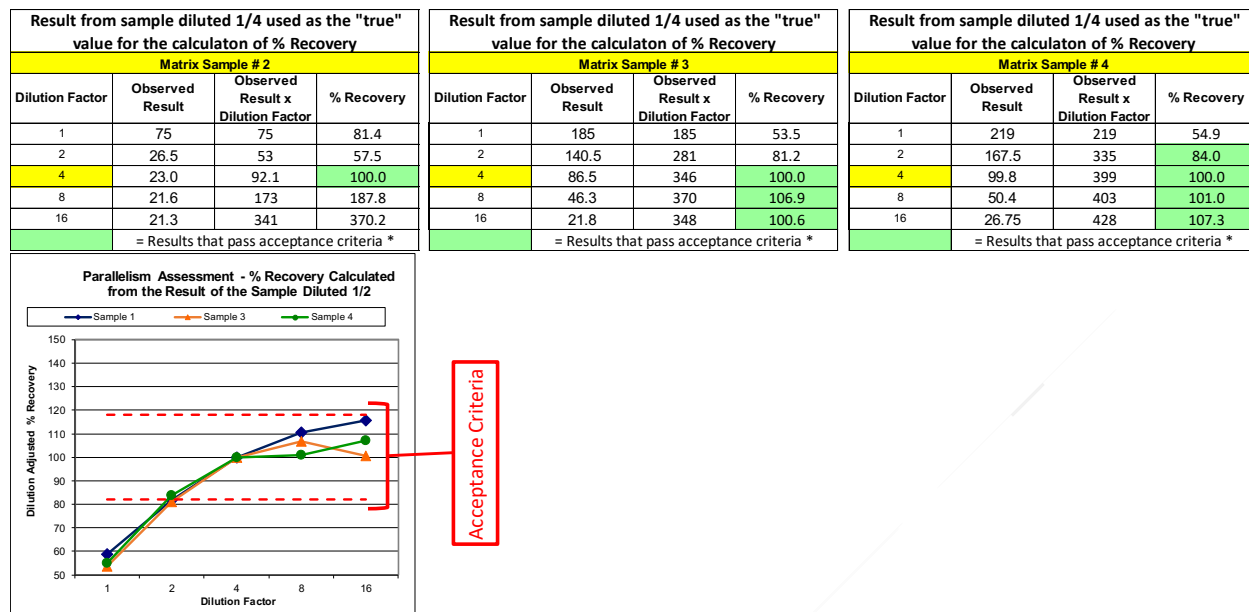 Result from sample diluted 1/4 used as the "true"
value for the calculaton of % Recovery
Matrix Sample # 2
Dilution Factor Observed Result Observed Result x Dilution Factor % Recovery
1 75 75 81.4
2 26.5 53 57.5
4 23.0 92.1 100.0
8 21.6 173 187.8
16 21.3 341 370.2
= Results that pass acceptance criteria *
Result from sample diluted 1/4 used as the "true"
value for the calculaton of % Recovery
Matrix Sample # 3
Dilution Factor Observed Result Observed Result x Dilution Factor % Recovery
1 185 185 53.5
2 140.5 281 81.2
4 86.5 346 100.0
8 46.3 370 106.9
16 21.8 348 100.6
= Results that pass acceptance criteria *
Result from sample diluted 1/4 used as the "true"
value for the calculaton of % Recovery
Matrix Sample # 4
Dilution Factor Observed Result Observed Result x Dilution Factor % Recovery
1 219 219 54.9
2 167.5 335 84.0
4 99.8 399 100.0
8 50.4 403 101.0
16 26.75 428 107.3
= Results that pass acceptance criteria *
Parallelism Assessment - % Recovery Calculated
from the Result of the Sample Diluted 1/2
Sample 1 Sample 3 Sample 4
Dilution Adjusted % Recovery
150
140
130
120
110
100
90
80
70
60
50
1 2 4 8 16
Dilution Factor
Acceptance Criteria